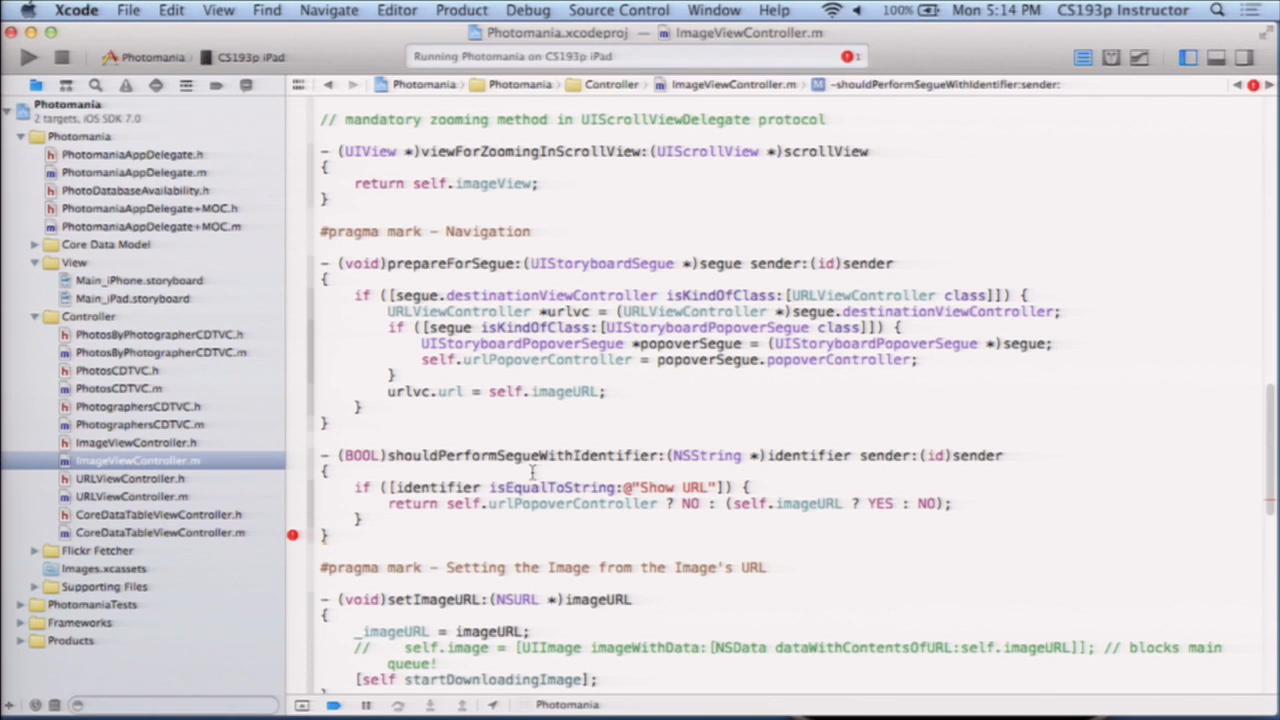 Xcode File Edit View Find Navigate Editor Product Debug Source Control Window Help 100% Mon 5:14 PM CS193p Instructor
Photomania.xcodeproj — ImageViewController.m
Photomania CS193p iPad Running Photomania on CS193p iPad 1
Photomania Photomania Controller ImageViewController.m -shouldPerformSegueWithIdentifier:sender:
Photomania
2 targets, iOS SDK 7.0
Photomania
PhotomaniaAppDelegate.h
PhotomaniaAppDelegate.m
PhotoDatabaseAvailability.h
PhotomaniaAppDelegate+MOC.h
PhotomaniaAppDelegate+MOC.m
Core Data Model
View
Main_iPhone.storyboard
Main_iPad.storyboard
Controller
PhotosByPhotographerCDTVC.h
PhotosByPhotographerCDTVC.m
PhotosCDTVC.h
PhotosCDTVC.m
PhotographersCDTVC.h
PhotographersCDTVC.m
ImageViewController.h
ImageViewController.m
URLViewController.h
URLViewController.m
CoreDataTableViewController.h
CoreDataTableViewController.m
Flickr Fetcher
Images.xcassets
Supporting Files
PhotomaniaTests
Frameworks
Products
// mandatory zooming method in UIScrollViewDelegate protocol
- (UIView *)viewForZoomingInScrollView:(UIScrollView *)scrollView
{
return self.imageView;
}
#pragma mark - Navigation
- (void)prepareForSegue:(UIStoryboardSegue *)segue sender:(id)sender
{
if ([segue.destinationViewController isKindOfClass:[URLViewController class]]) {
URLViewController *urlvc = (URLViewController *)segue.destinationViewController;
if ([segue isKindOfClass:[UIStoryboardPopoverSegue class]]) {
UIStoryboardPopoverSegue *popoverSegue = (UIStoryboardPopoverSegue *)segue;
self.urlPopoverController = popoverSegue.popoverController;
}
urlvc.url = self.imageURL;
}
}
- (BOOL)shouldPerformSegueWithIdentifier:(NSString *)identifier sender:(id)sender
{
if ([identifier isEqualToString:@"Show URL"]) {
return self.urlPopoverController ? NO : (self.imageURL ? YES : NO);
}
}
#pragma mark - Setting the Image from the Image's URL
- (void)setImageURL:(NSURL *)imageURL
{
_imageURL = imageURL;
// self.image = [UIImage imageWithData:[NSData dataWithContentsOfURL:self.imageURL]]; // blocks main
queue!
[self startDownloadingImage];
Photomania